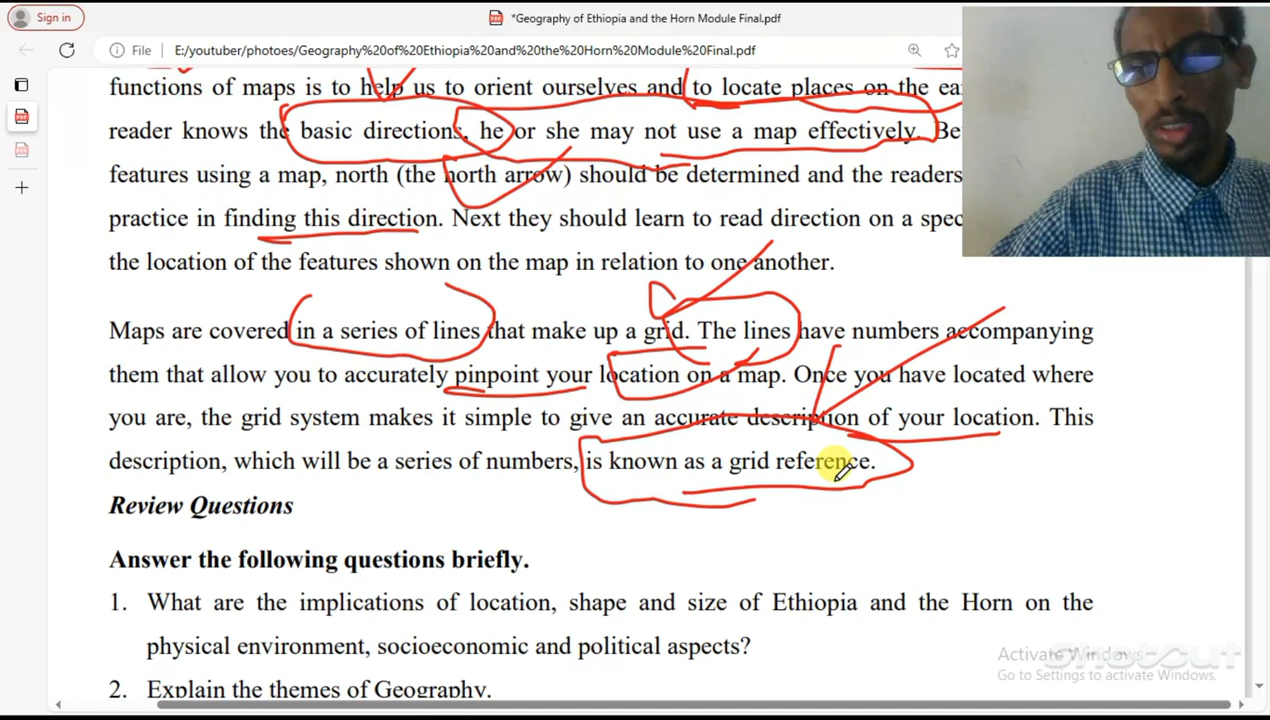 Sign in
*Geography of Ethiopia and the Horn Module Final.pdf
File E:/youtuber/photoes/Geography%20of%20Ethiopia%20and%20the%20Horn%20Module%20Final.pdf
functions of maps is to help us to orient ourselves and to locate places on the
reader knows the basic directions, he or she may not use a map effectively.
features using a map, north (the north arrow) should be determined and the readers
practice in finding this direction. Next they should learn to read direction on a
the location of the features shown on the map in relation to one another.
Maps are covered in a series of lines that make up a grid. The lines have numbers accompanying
them that allow you to accurately pinpoint your location on a map. Once you have located where
you are, the grid system makes it simple to give an accurate description of your location. This
description, which will be a series of numbers, is known as a grid reference.
Review Questions
Answer the following questions briefly.
1. What are the implications of location, shape and size of Ethiopia and the Horn on the
physical environment, socioeconomic and political aspects?
2. Explain the themes of Geography.
Activate Windows
Go to Settings to activate Windows.
shotcut